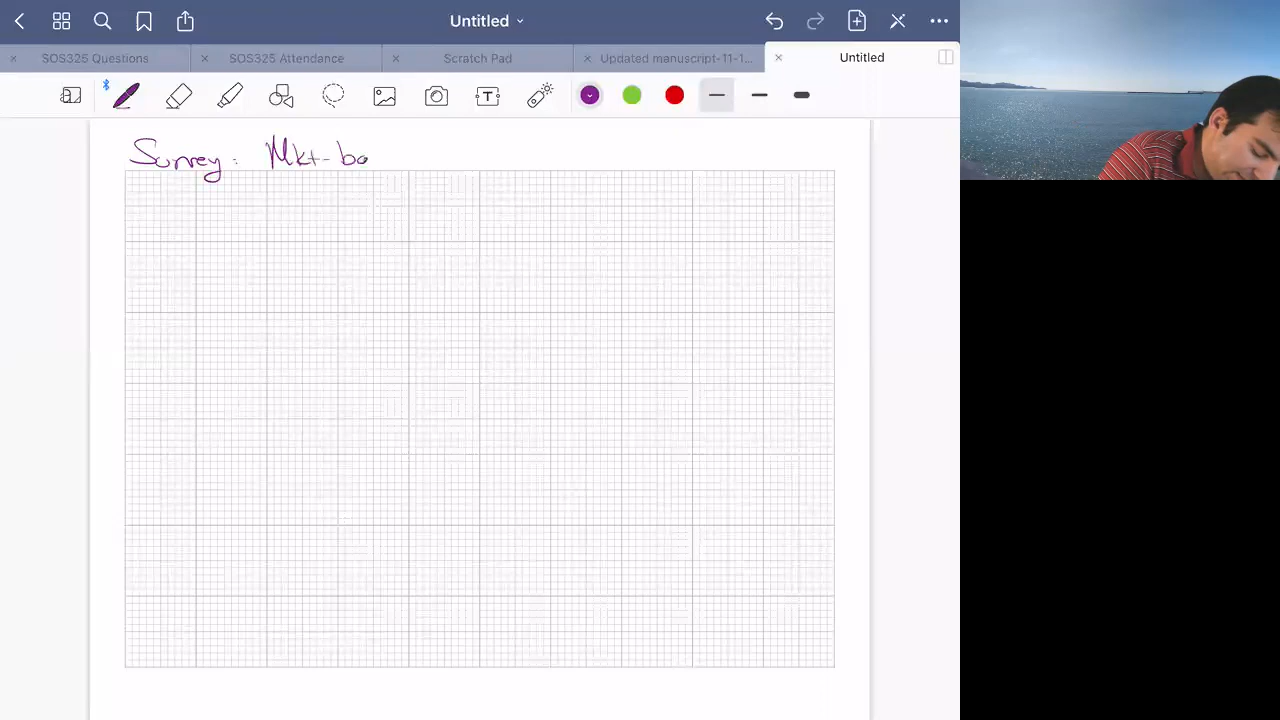 Untitled
SOS325 Questions
SOS325 Attendance
Scratch Pad
Updated manuscript-11-1...
Untitled
T
Survey: Mkt-ba